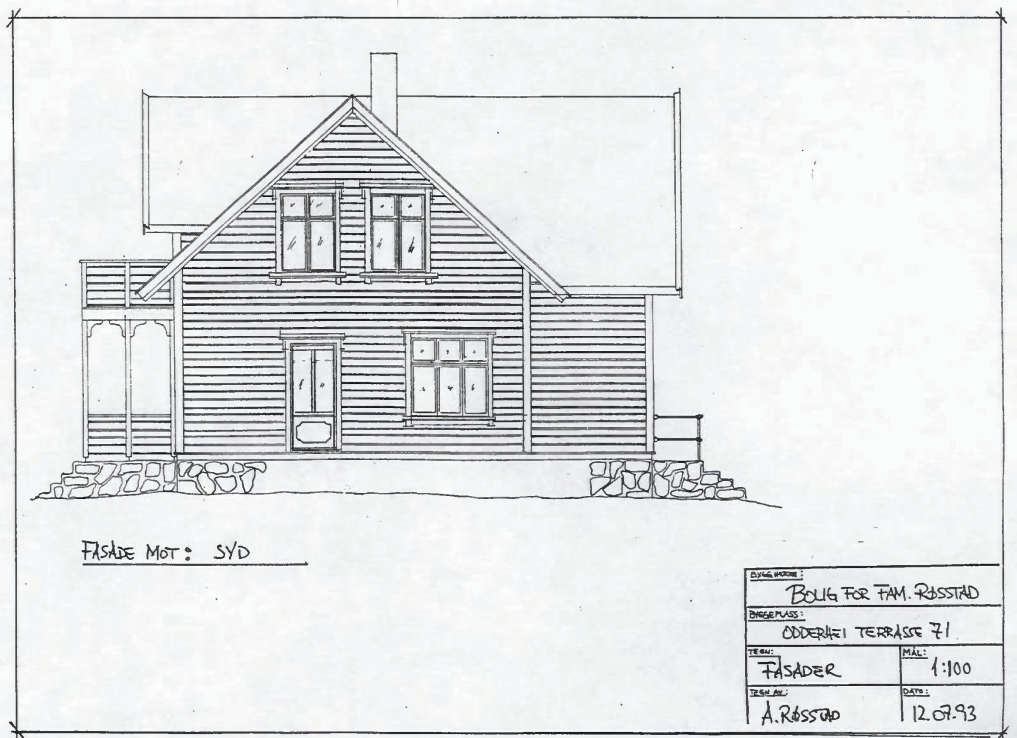 FASADE MOT: SYD
BYGGHERRE:
BOLIG FOR FAM. RØSSTAD
BYGGEPLASS:
ODDERHEI TERRASSE 71
TEGN:
FASADER
MÅL:
1:100
TEGN AV:
A. RØSSTAD
DATO:
12.07.93